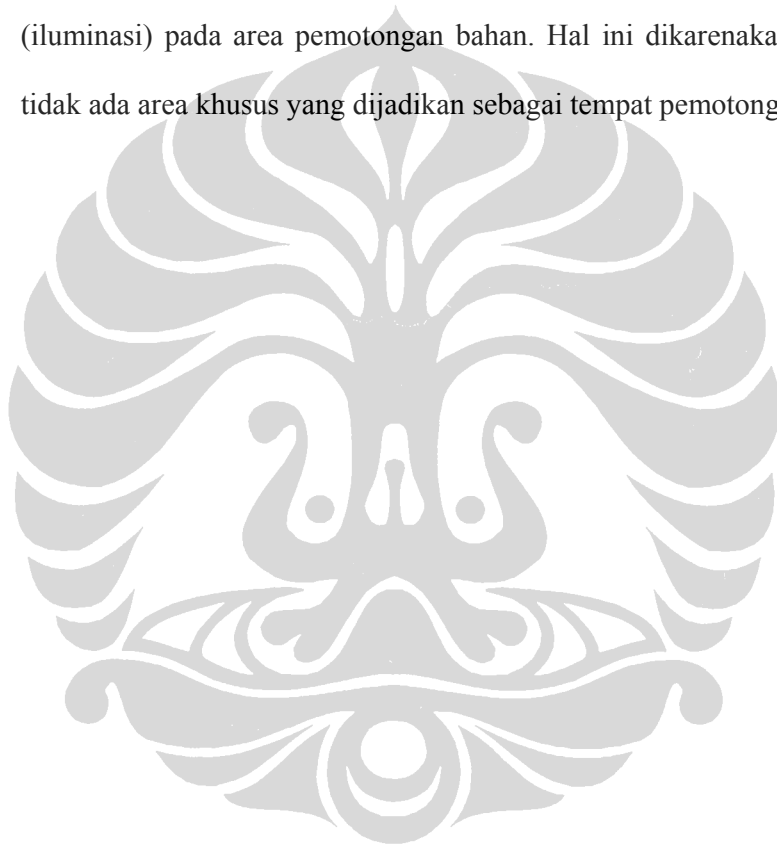 (iluminasi) pada area pemotongan bahan. Hal ini dikarenaka
tidak ada area khusus yang dijadikan sebagai tempat pemotong